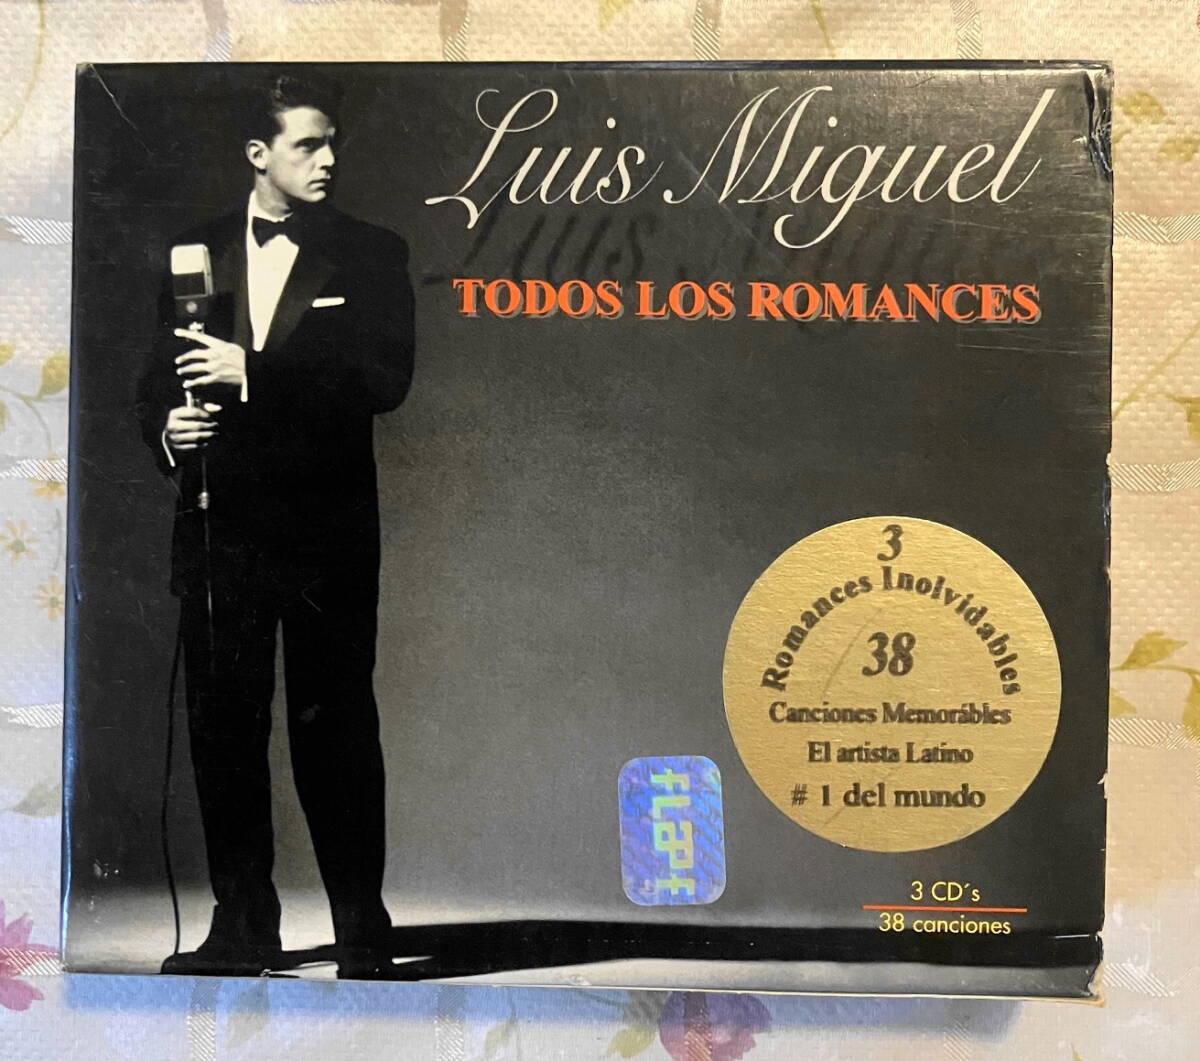 Luis Miguel
TODOS LOS ROMANCES
3
Romances Inolvidables
38
Canciones Memorábles
El artista Latino
# 1 del mundo
flapf
3 CD´s
38 canciones